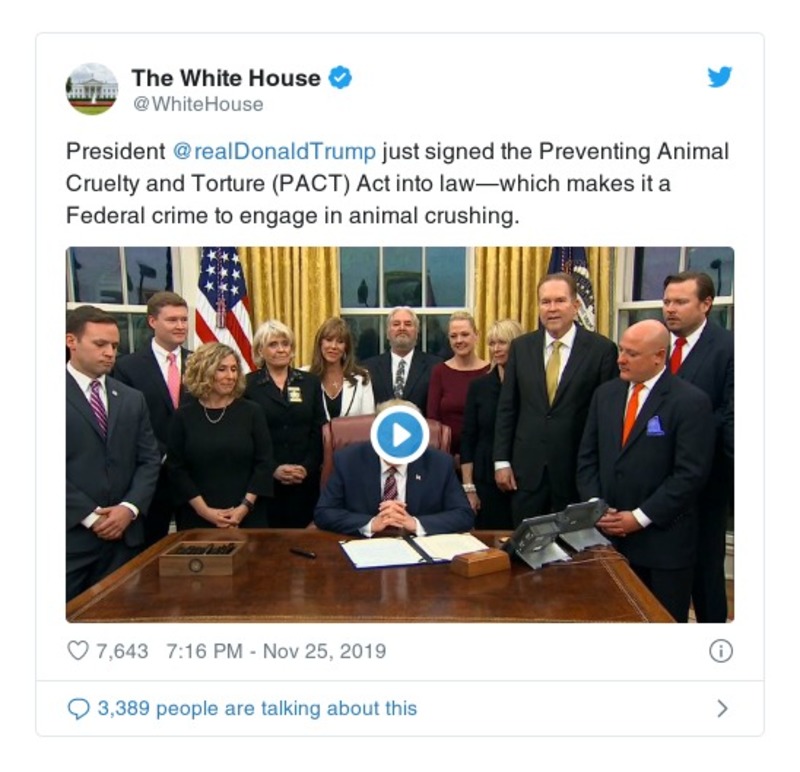 The White House
@WhiteHouse
President @realDonaldTrump just signed the Preventing Animal
Cruelty and Torture (PACT) Act into law—which makes it a
Federal crime to engage in animal crushing.
7,643 7:16 PM - Nov 25, 2019
3,389 people are talking about this